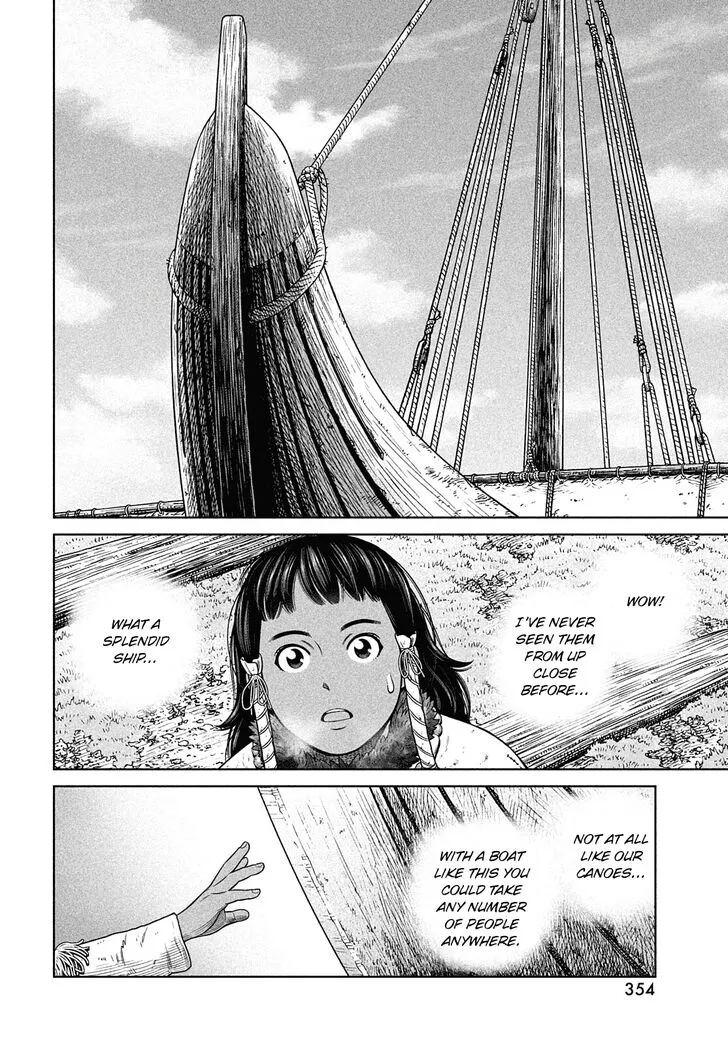 WOW!
I'VE NEVER
SEEN THEM
FROM UP
CLOSE
BEFORE...
WHAT A
SPLENDID
SHIP...
NOT AT ALL
LIKE OUR
CANOES...
WITH A BOAT
LIKE THIS YOU
COULD TAKE
ANY NUMBER
OF PEOPLE
ANYWHERE.
354